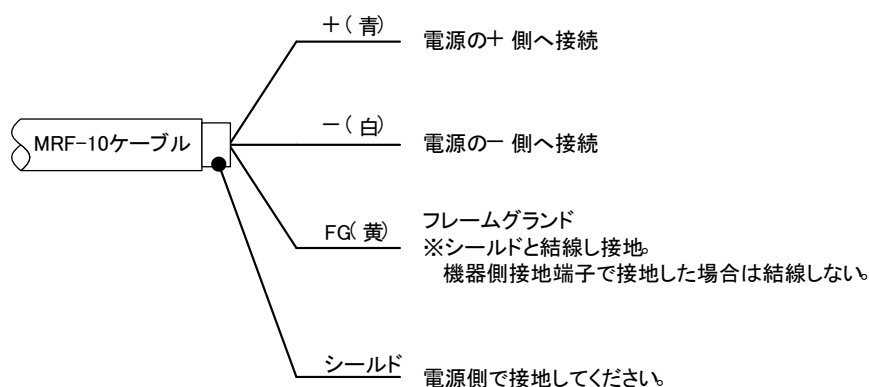 ＋( 青)
電源の＋ 側へ接続
MRF-10ケーブル
－( 白)
電源の－ 側へ接続
FG( 黄)
フレームグランド
※シールドと結線し接地。
機器側接地端子で接地した場合は結線しない。
シールド
電源側で接地してください。